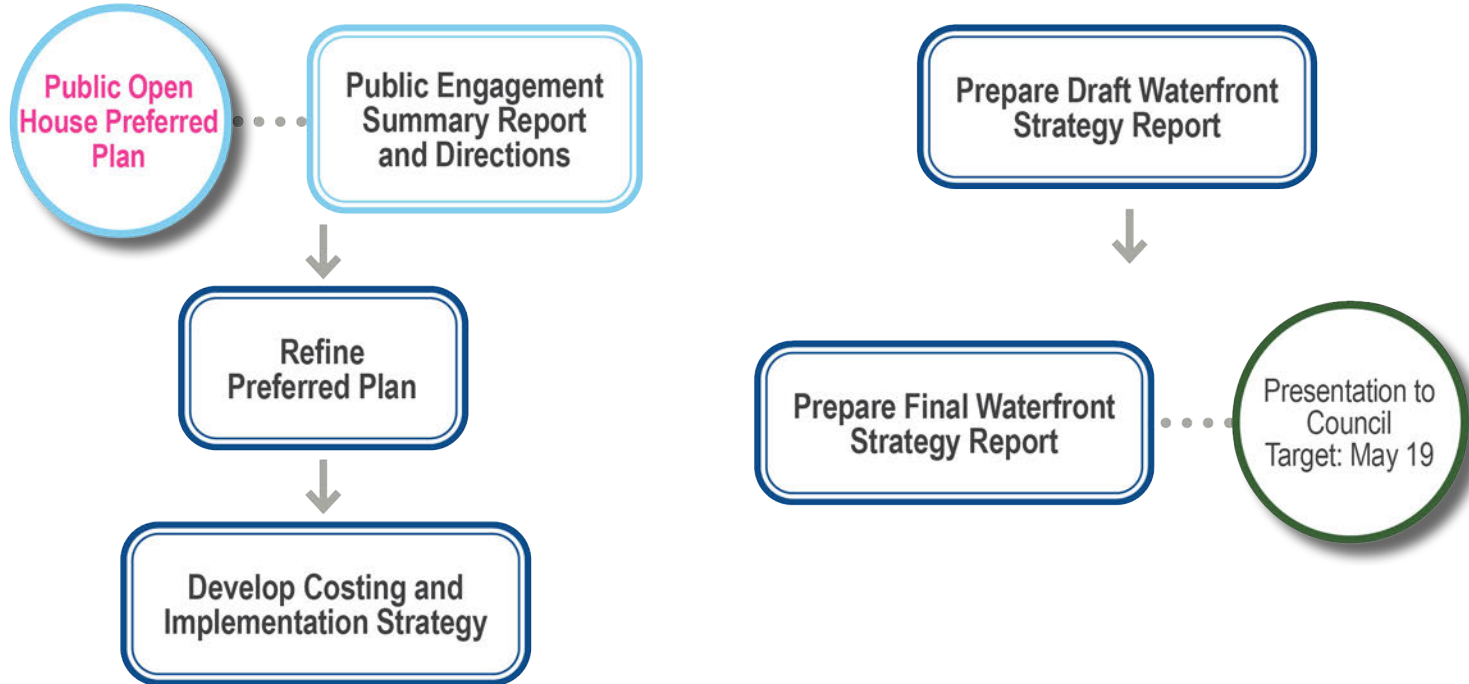 Public Open
House Preferred
Plan
Public Engagement
Summary Report
and Directions
Refine
Preferred Plan
Develop Costing and
Implementation Strategy
Prepare Draft Waterfront
Strategy Report
Prepare Final Waterfront
Strategy Report
Presentation to
Council
Target: May 19